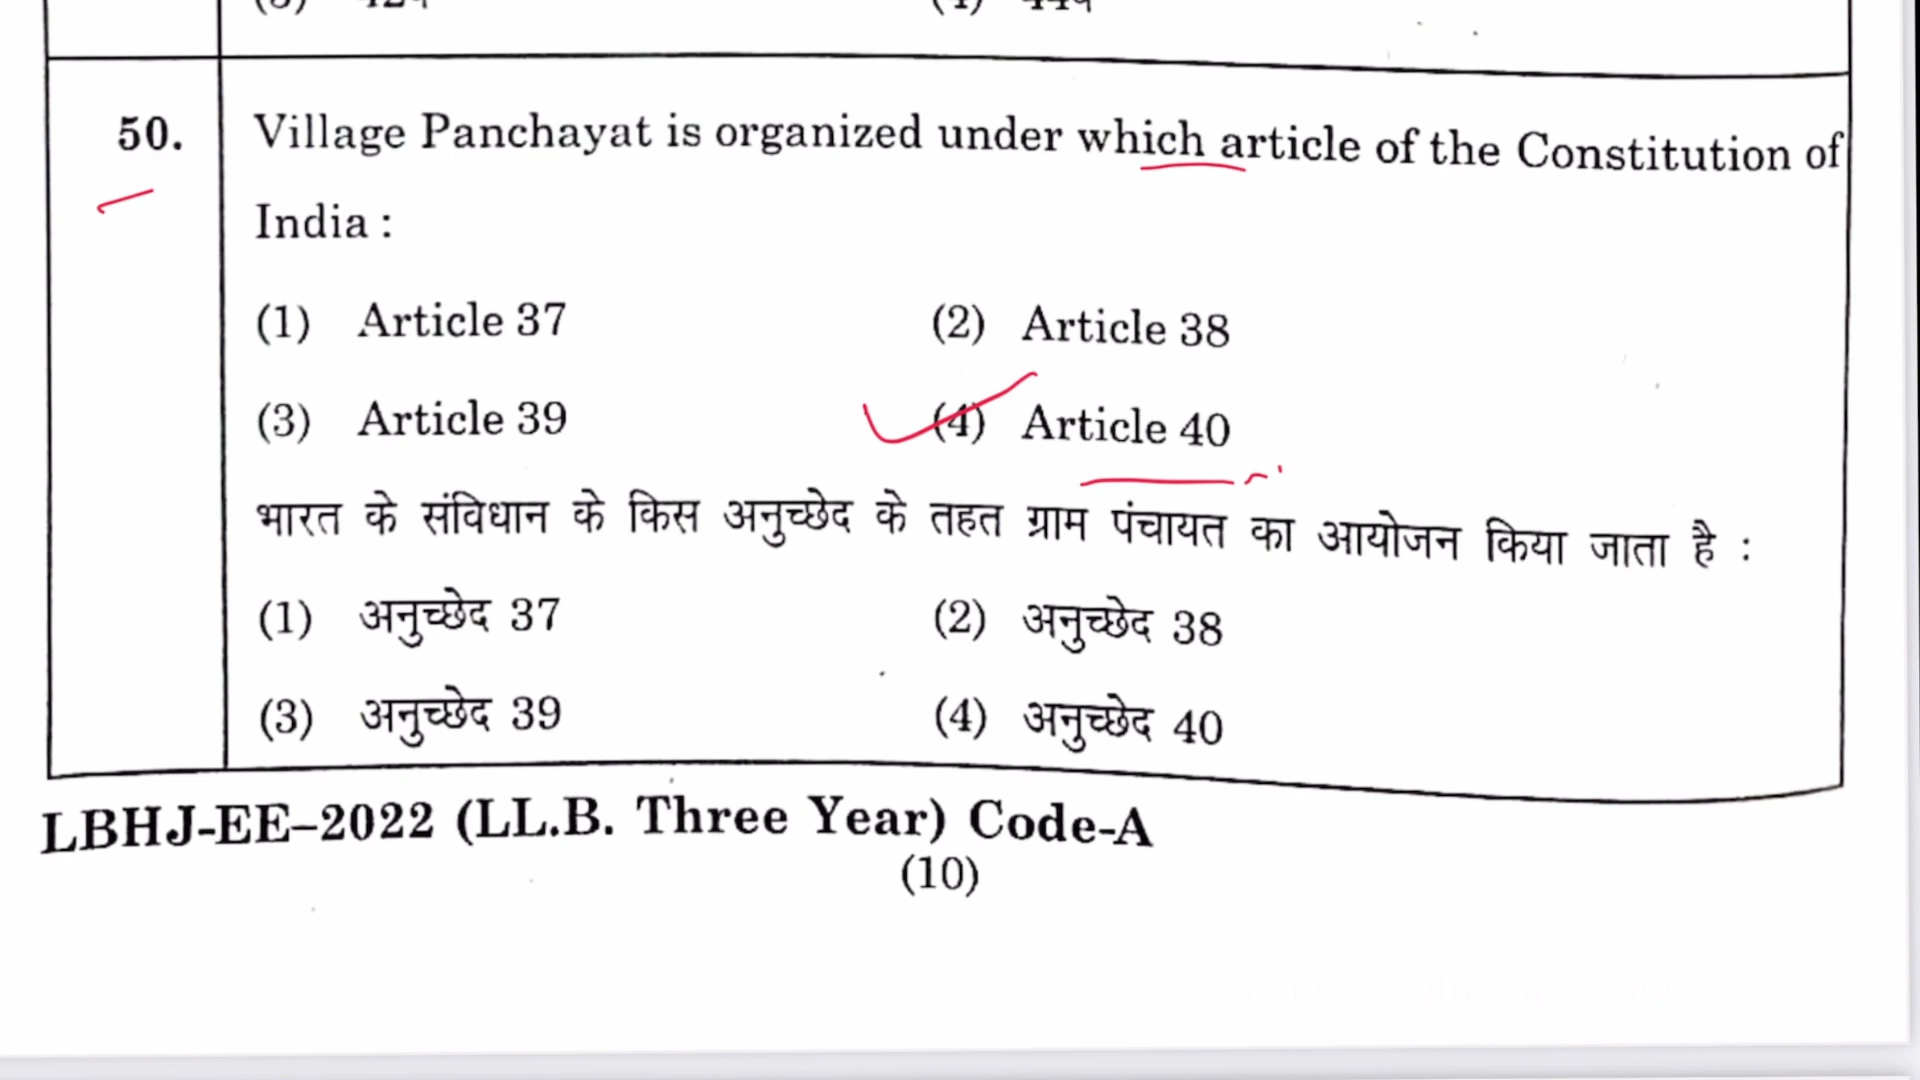 50. Village Panchayat is organized under which article of the Constitution of
India :
(1) Article 37 (2) Article 38
(3) Article 39 (4) Article 40
भारत के संविधान के किस अनुच्छेद के तहत ग्राम पंचायत का आयोजन किया जाता है :
(1) अनुच्छेद 37 (2) अनुच्छेद 38
(3) अनुच्छेद 39 (4) अनुच्छेद 40
LBHJ-EE–2022 (LL.B. Three Year) Code-A
(10)